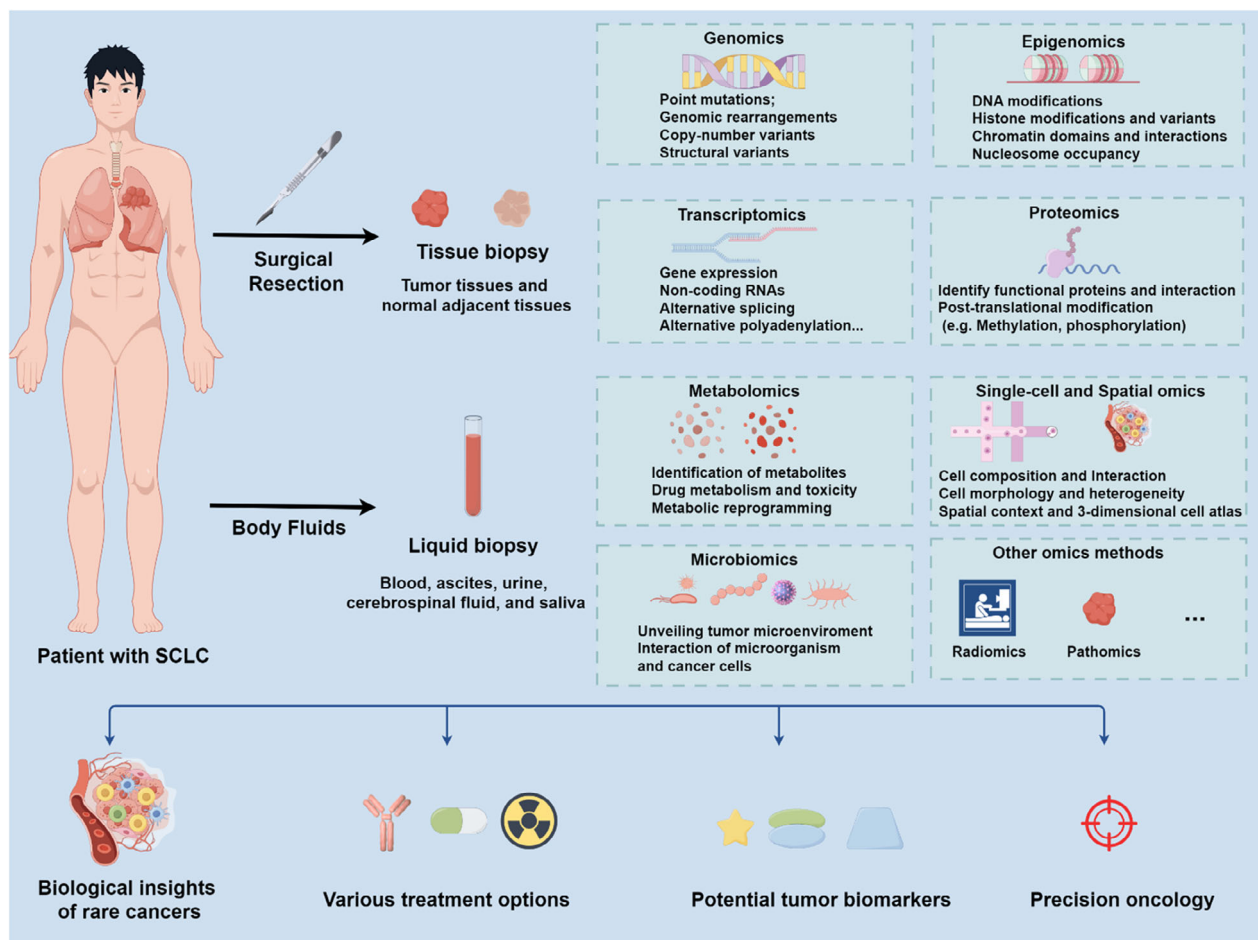 Genomics
Point mutations;
Genomic rearrangements
Copy-number variants
Structural variants
Epigenomics
DNA modifications
Histone modifications and variants
Chromatin domains and interactions
Nucleosome occupancy
Surgical
Resection
Tissue biopsy
Tumor tissues and
normal adjacent tissues
Transcriptomics
Gene expression
Non-coding RNAs
Alternative splicing
Alternative polyadenylation...
Proteomics
Identify functional proteins and interaction
Post-translational modification
(e.g. Methylation, phosphorylation)
Metabolomics
Identification of metabolites
Drug metabolism and toxicity
Metabolic reprogramming
Single-cell and Spatial omics
Cell composition and Interaction
Cell morphology and heterogeneity
Spatial context and 3-dimensional cell atlas
Body Fluids
Liquid biopsy
Blood, ascites, urine,
cerebrospinal fluid, and saliva
Microbiomics
Unveiling tumor microenviroment
Interaction of microorganism
and cancer cells
Other omics methods
Radiomics
Pathomics
...
Patient with SCLC
Biological insights
of rare cancers
Various treatment options
Potential tumor biomarkers
Precision oncology